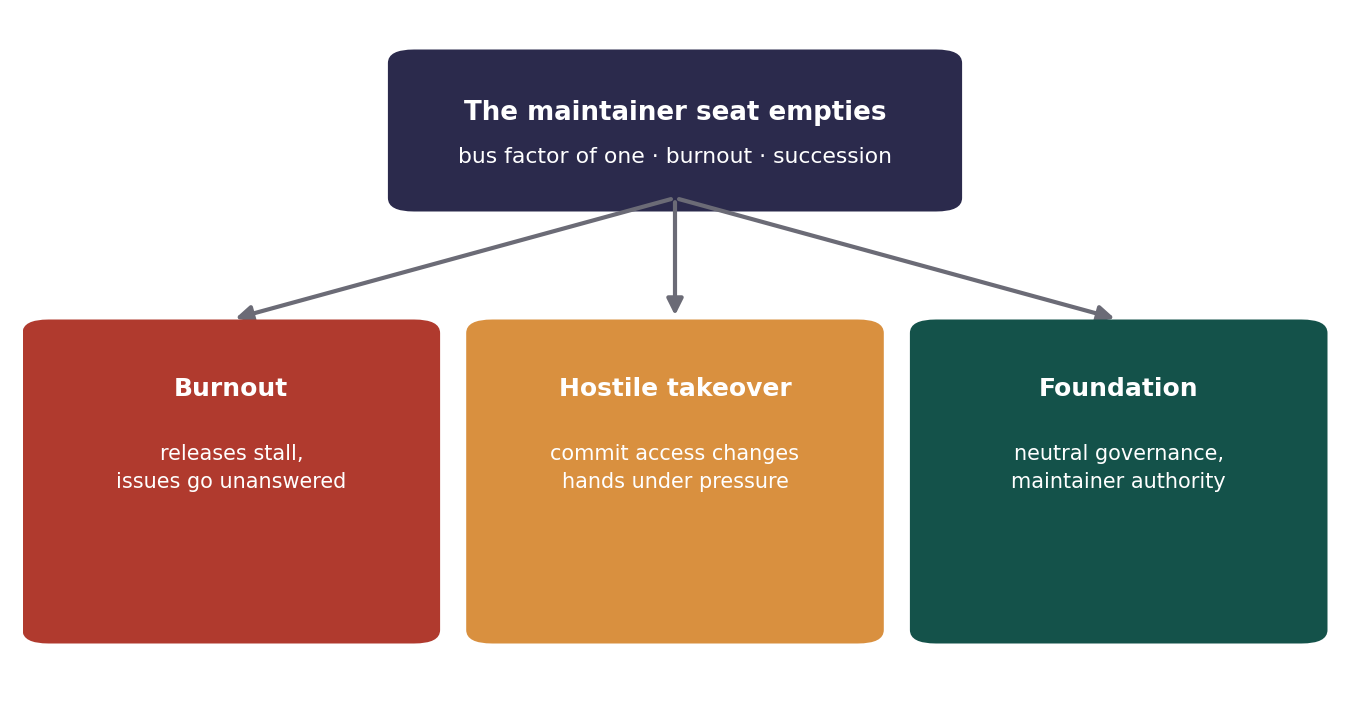 The maintainer seat empties
bus factor of one · burnout · succession
Burnout
releases stall,
issues go unanswered
Hostile takeover
commit access changes
hands under pressure
Foundation
neutral governance,
maintainer authority